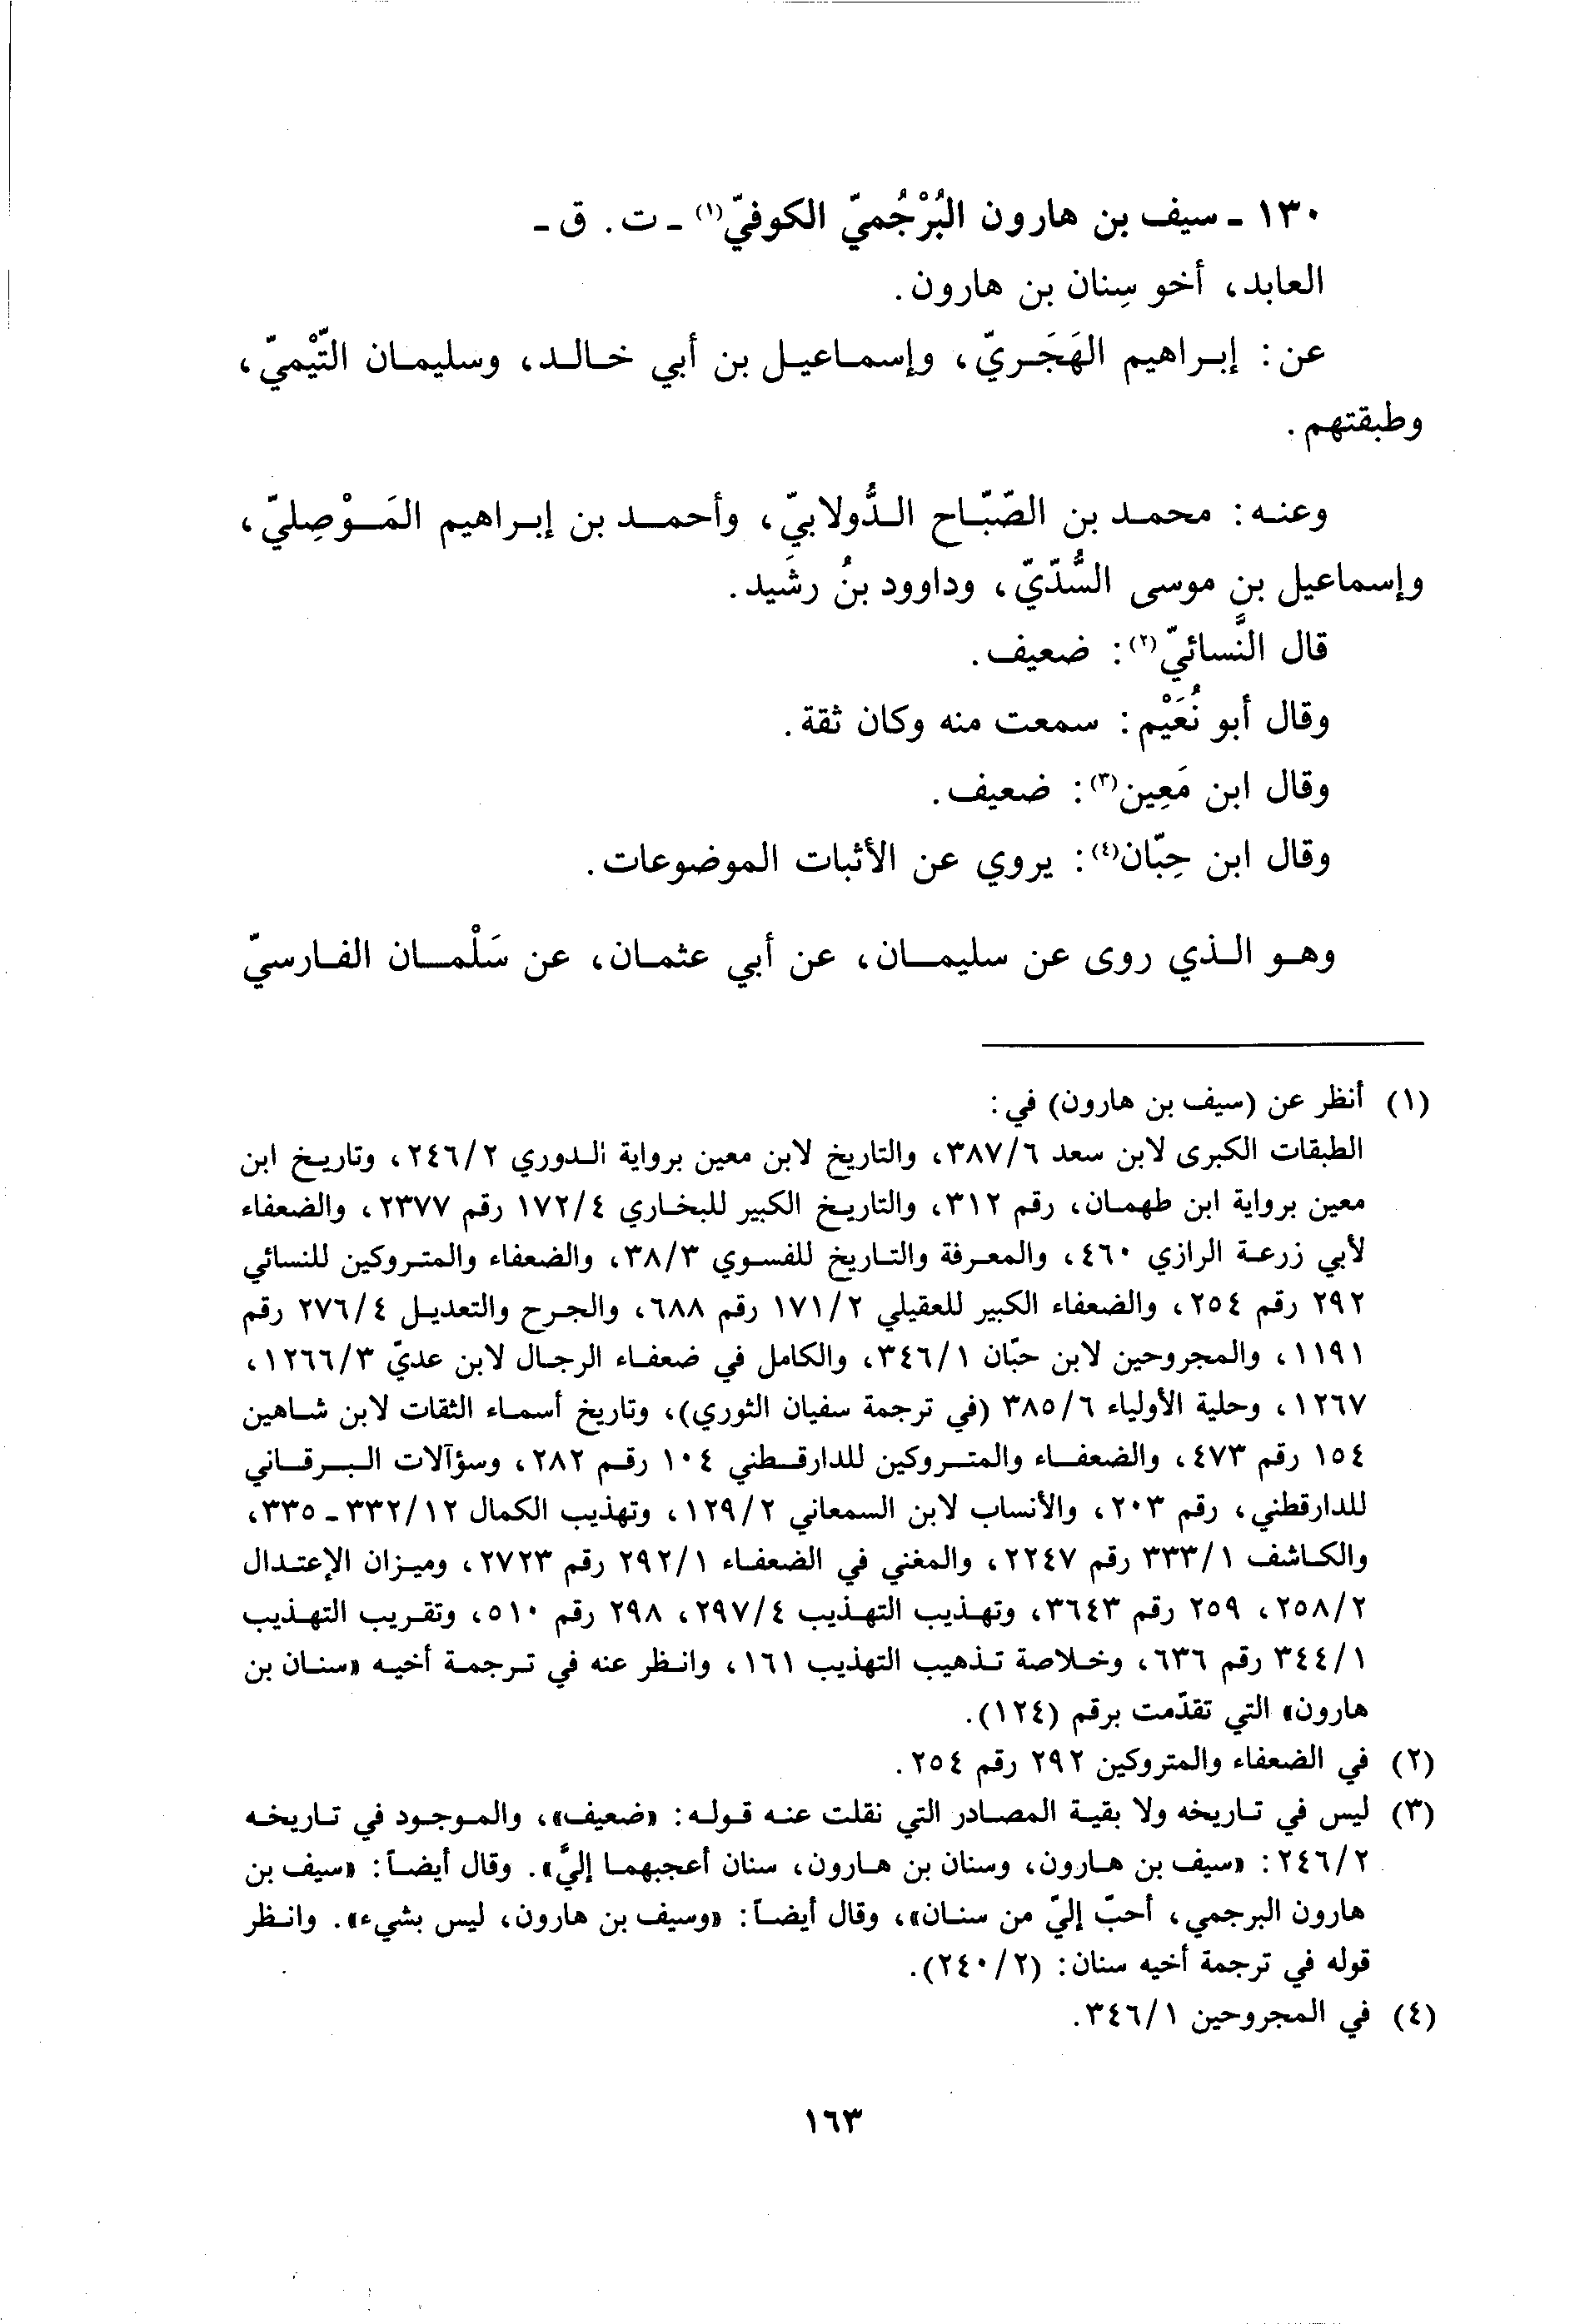 ١٣٠ - سيف بن هارون البُرْجُميّ الكوفيّ(١) - ت. ق -
العابد، أخو سِنان بن هارون.
عن: إبراهيم الهَجَريّ، وإسماعيل بن أبي خالد، وسليمان التَّيْميّ،
وطبقتهم.
وعنه: محمد بن الصّبّاح الدُّولابيّ، وأحمد بن إبراهيم المَوْصِليّ،
وإسماعيل بن موسى السُّدّيّ، وداوود بنُ رشَيد.
قال النَّسائيّ(٢): ضعيف.
وقال أبو نُعَيْم: سمعت منه وكان ثقة.
وقال ابن مَعِين(٣): ضعيف.
وقال ابن حِبّان(٤): يروي عن الأثبات الموضوعات.
وهو الذي روى عن سليمان، عن أبي عثمان، عن سَلْمان الفارسيّ
(١) أنظر عن (سيف بن هارون) في:
الطبقات الكبرى لابن سعد ٣٨٧/٦، والتاريخ لابن معين برواية الدوري ٢٤٦/٢، وتاريخ ابن
معين برواية ابن طهمان، رقم ٣١٢، والتاريخ الكبير للبخاري ١٧٢/٤ رقم ٢٣٧٧، والضعفاء
لأبي زرعة الرازي ٤٦٠، والمعرفة والتاريخ للفسوي ٣٨/٣، والضعفاء والمتروكين للنسائي
٢٩٢ رقم ٢٥٤، والضعفاء الكبير للعقيلي ١٧١/٢ رقم ٦٨٨، والجرح والتعديل ٢٧٦/٤ رقم
١١٩١، والمجروحين لابن حبّان ٣٤٦/١، والكامل في ضعفاء الرجال لابن عديّ ١٢٦٦/٣،
١٢٦٧، وحلية الأولياء ٣٨٥/٦ (في ترجمة سفيان الثوري)، وتاريخ أسماء الثقات لابن شاهين
١٥٤ رقم ٤٧٣، والضعفاء والمتروكين للدارقطني ١٠٤ رقم ٢٨٢، وسؤآلات البرقاني
للدارقطني، رقم ٢٠٣، والأنساب لابن السمعاني ١٢٩/٢، وتهذيب الكمال ٣٣٢/١٢ - ٣٣٥،
والكاشف ٣٣٣/١ رقم ٢٢٤٧، والمغني في الضعفاء ٢٩٢/١ رقم ٢٧٢٣، وميزان الإعتدال
٢٥٨/٢، ٢٥٩ رقم ٣٦٤٣، وتهذيب التهذيب ٢٩٧/٤، ٢٩٨ رقم ٥١٠، وتقريب التهذيب
٣٤٤/١ رقم ٦٣٦، وخلاصة تذهيب التهذيب ١٦١، وانظر عنه في ترجمة أخيه «سنان بن
هارون» التي تقدّمت برقم (١٢٤).
(٢) في الضعفاء والمتروكين ٢٩٢ رقم ٢٥٤.
(٣) ليس في تاريخه ولا بقية المصادر التي نقلت عنه قوله: «ضعيف»، والموجود في تاريخه
٢٤٦/٢: «سيف بن هارون، وسنان بن هارون، سنان أعجبهما إليَّ». وقال أيضاً: «سيف بن
هارون البرجمي، أحبّ إليّ من سنان»، وقال أيضاً: «وسيف بن هارون، ليس بشيء». وانظر
قوله في ترجمة أخيه سنان: (٢٤٠/٢).
(٤) في المجروحين ٣٤٦/١.
١٦٣